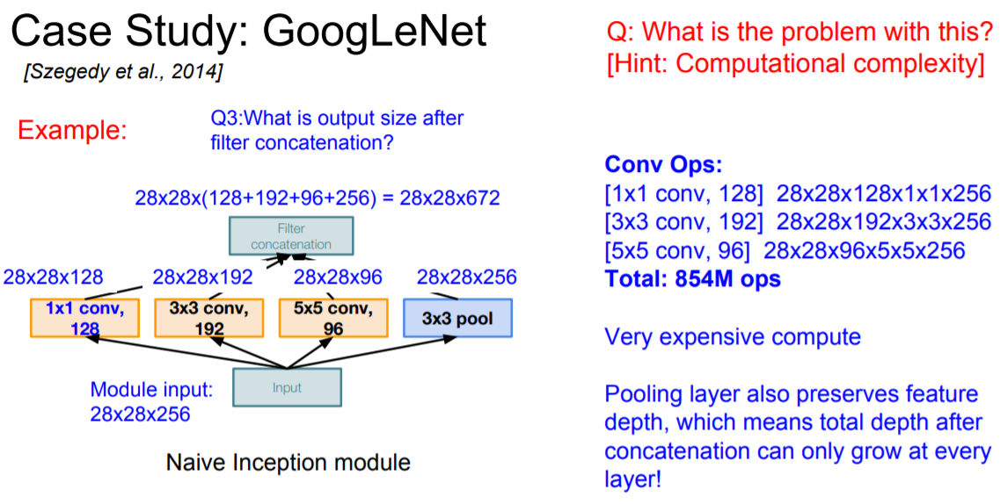 Case Study: GoogLeNet
[Szegedy et al., 2014]
Example:
Q3:What is output size after
filter concatenation?
28x28x(128+192+96+256) = 28x28x672
Filter
concatenation
28x28x128
28x28x192
28x28x96
28x28x256
1x1 conv,
128
3x3 conv,
192
5x5 conv,
96
3x3 pool
Input
Module input:
28x28x256
Naive Inception module
Q: What is the problem with this?
[Hint: Computational complexity]
Conv Ops:
[1x1 conv, 128] 28x28x128x1x1x256
[3x3 conv, 192] 28x28x192x3x3x256
[5x5 conv, 96] 28x28x96x5x5x256
Total: 854M ops
Very expensive compute
Pooling layer also preserves feature
depth, which means total depth after
concatenation can only grow at every
layer!